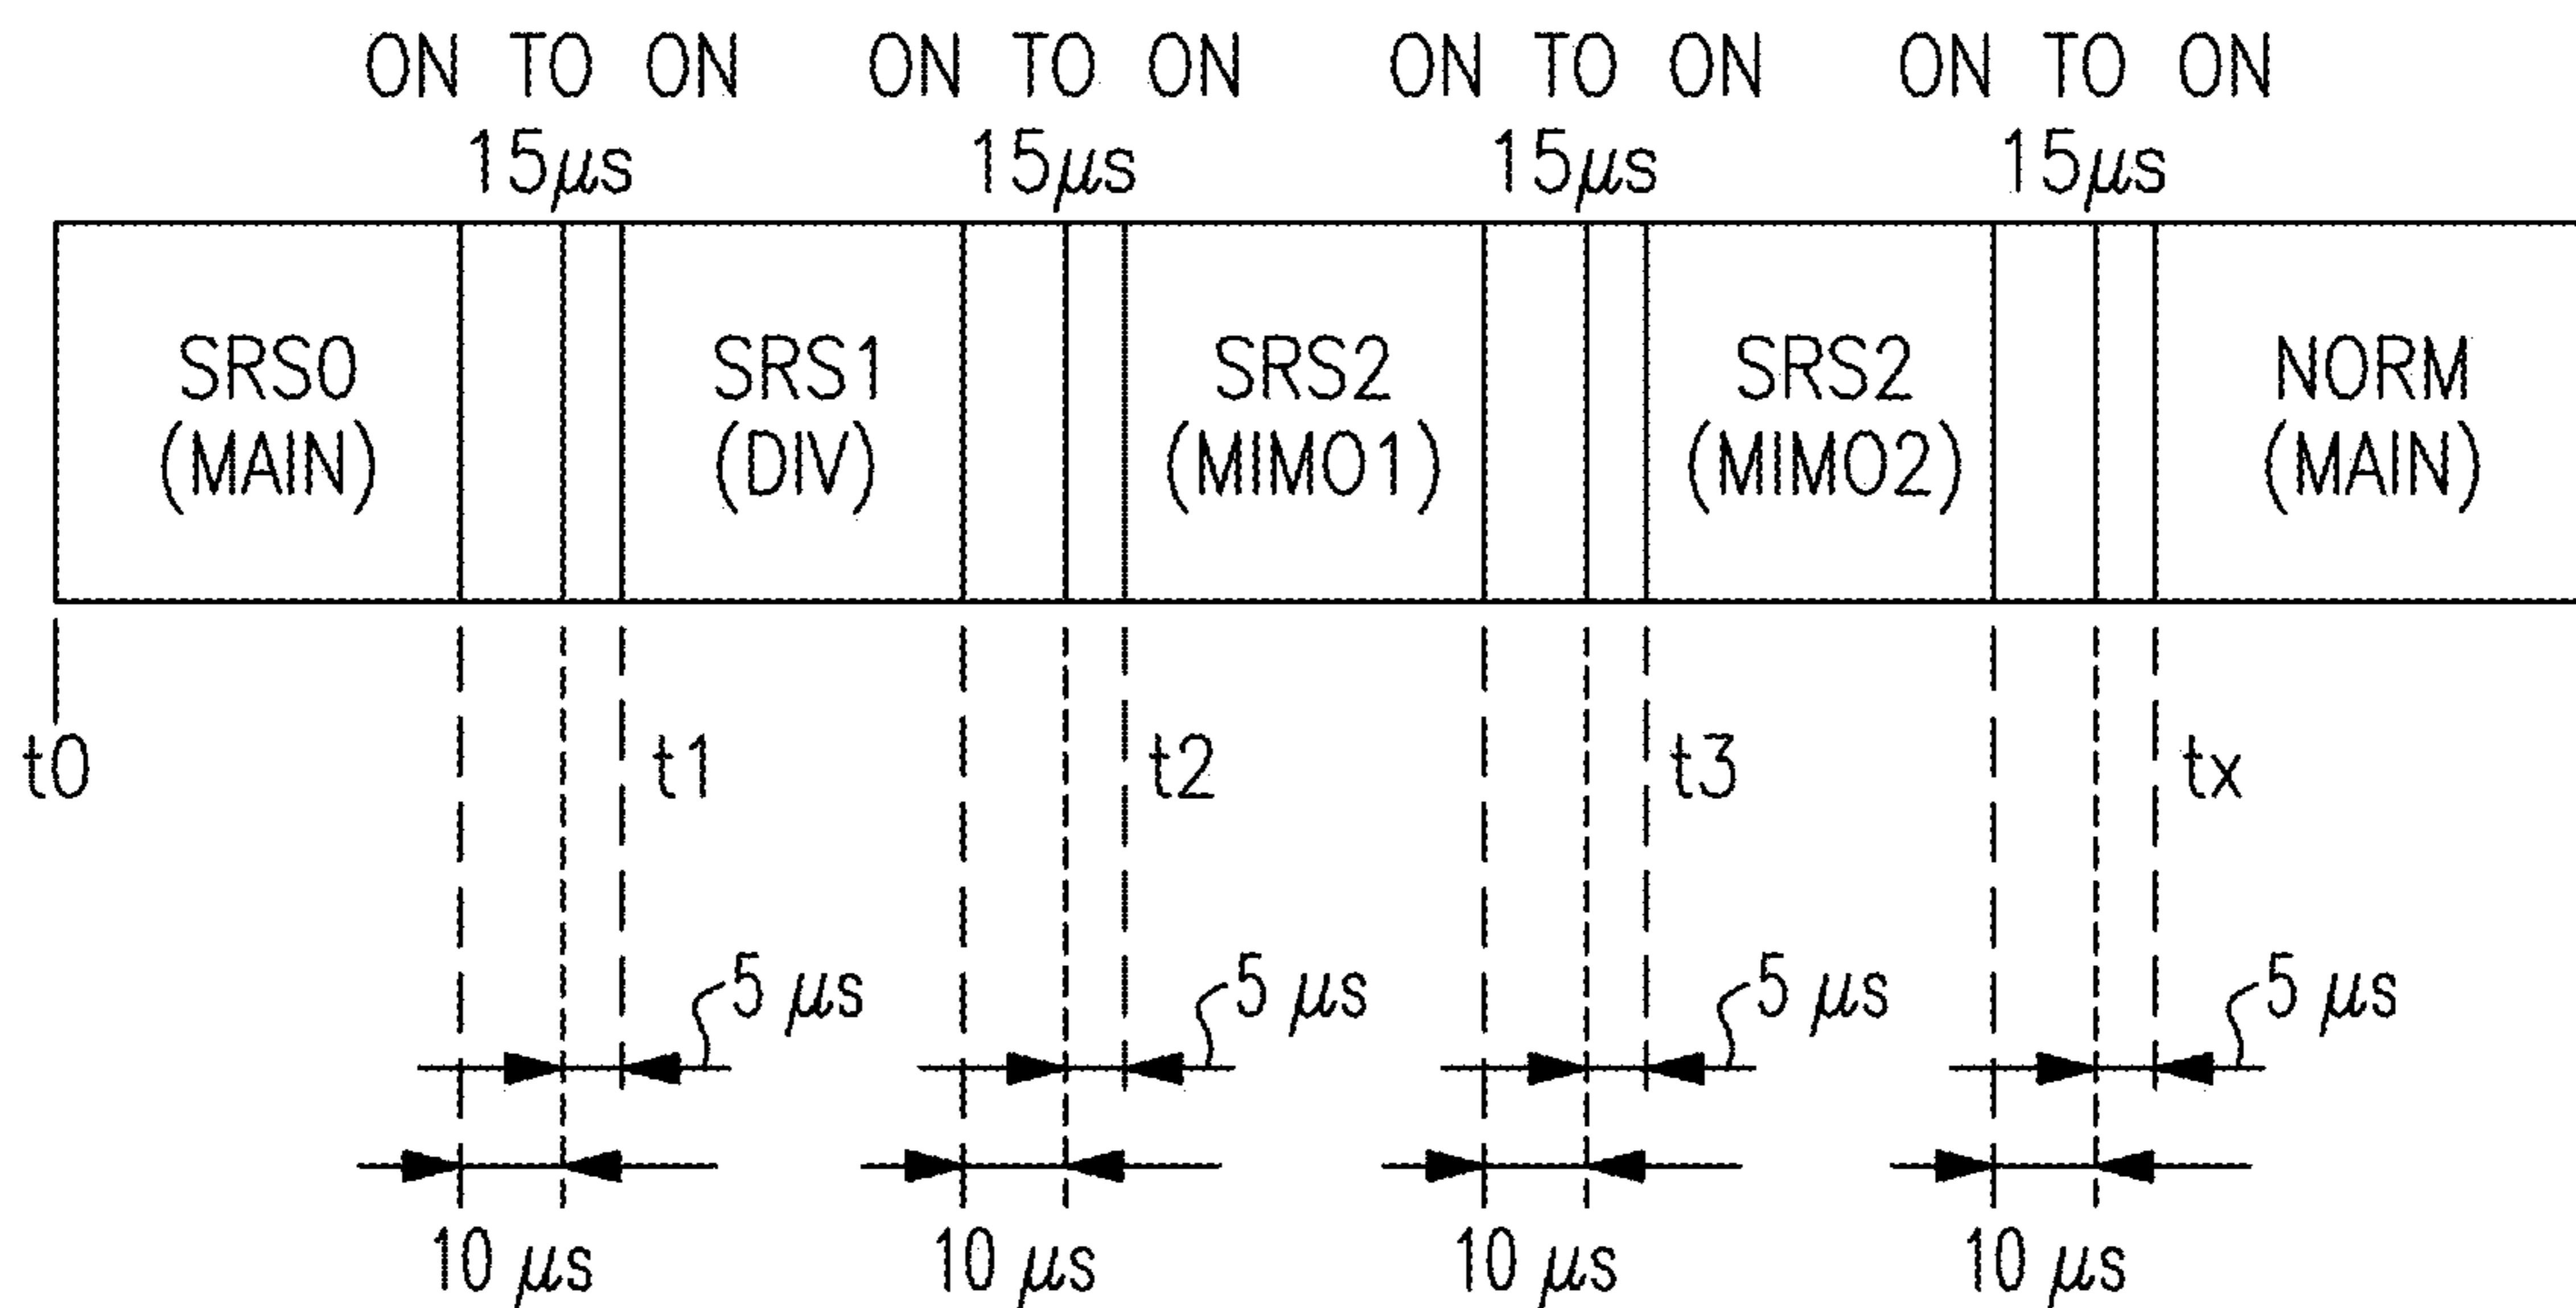 ON TO ON ON TO ON ON TO ON ON TO ON
15μs 15μs 15μs 15μs
SRS0 SRS1 SRS2 SRS2 NORM
(MAIN) (DIV) (MIMO1) (MIMO2) (MAIN)
t0 t1 t2 t3 tx
5 μs 5 μs 5 μs 5 μs
10 μs 10 μs 10 μs 10 μs